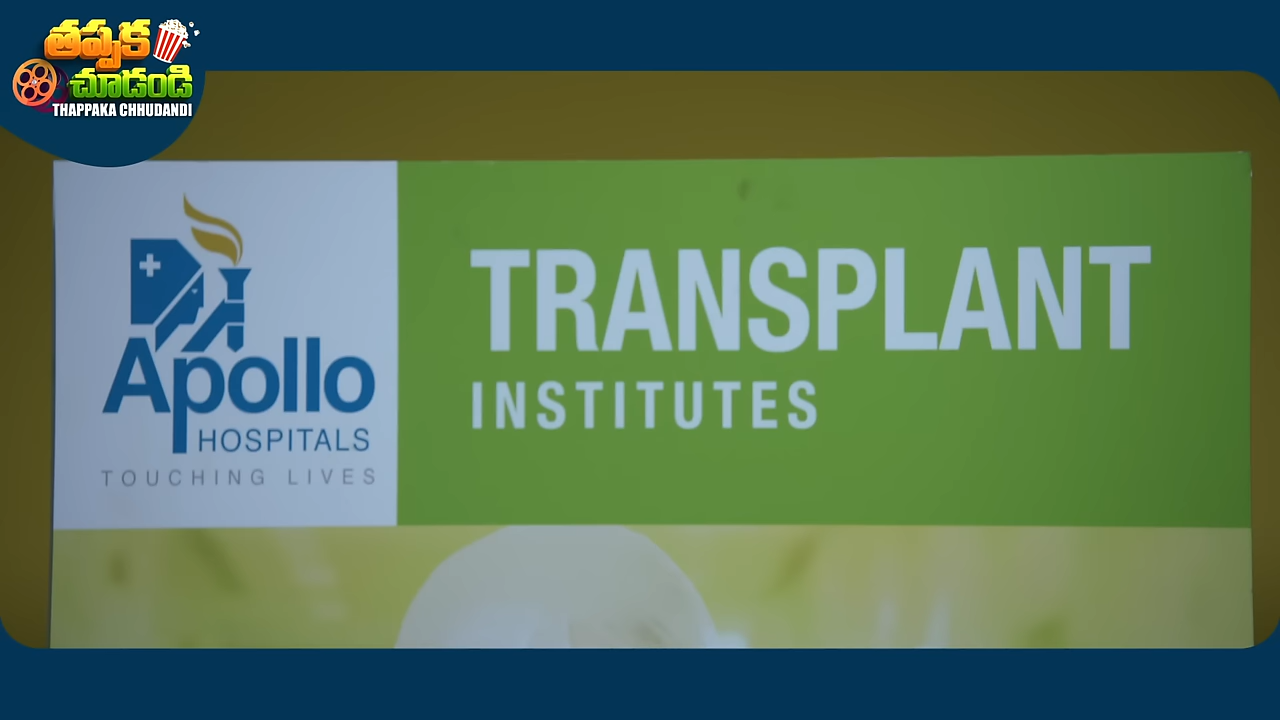 తప్పక
చూడండి
THAPPAKA CHHUDANDI
Apollo
HOSPITALS
TOUCHING LIVES
TRANSPLANT
INSTITUTES